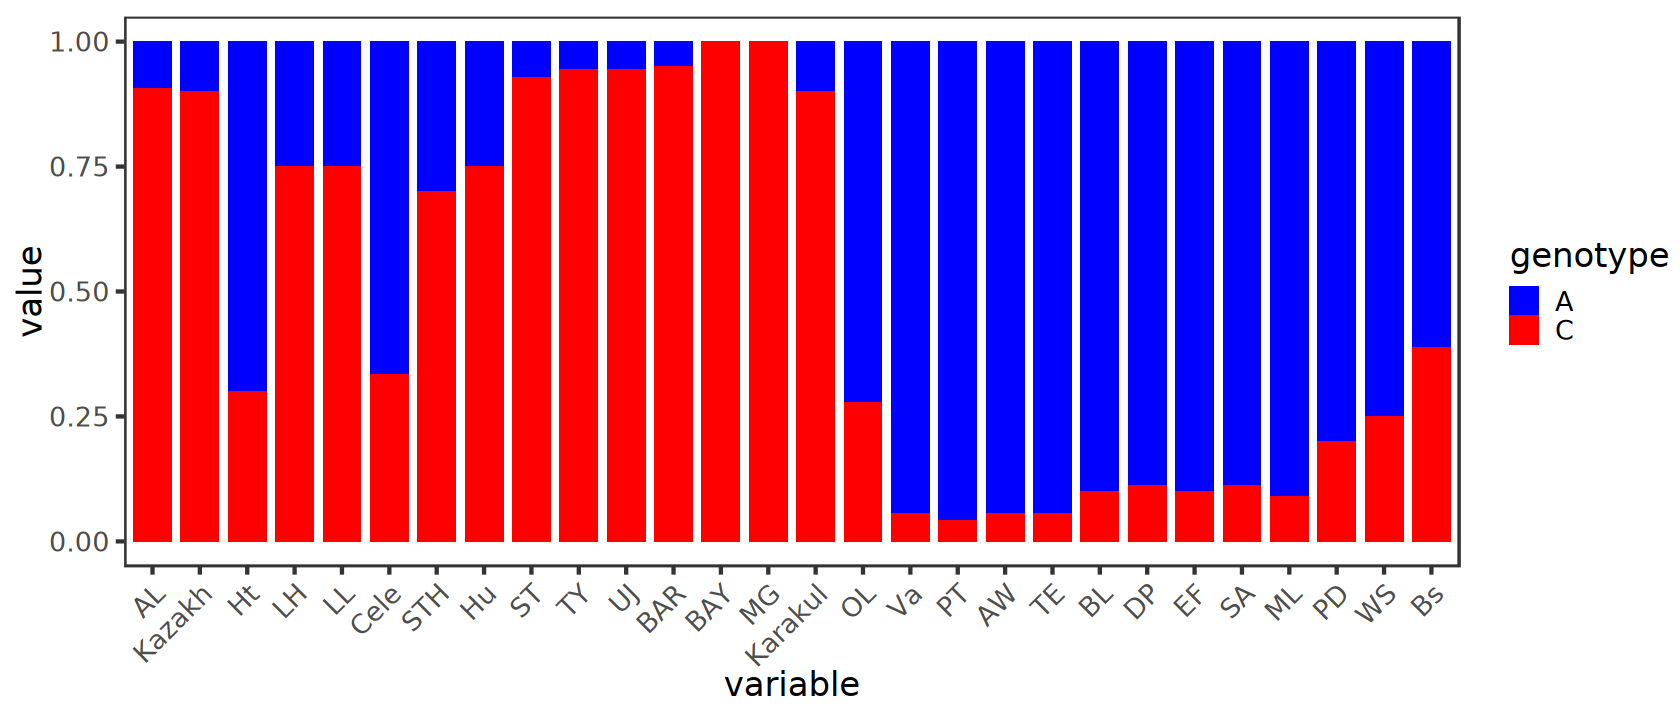 1.00
0.75
0.50
0.25
0.00
value
AL
Kazakh
Ht
LH
LL
Cele
STH
Hu
ST
TY
UJ
BAR
BAY
MG
Karakul
OL
Va
PT
AW
TE
BL
DP
EF
SA
ML
PD
WS
Bs
variable
genotype
A
C